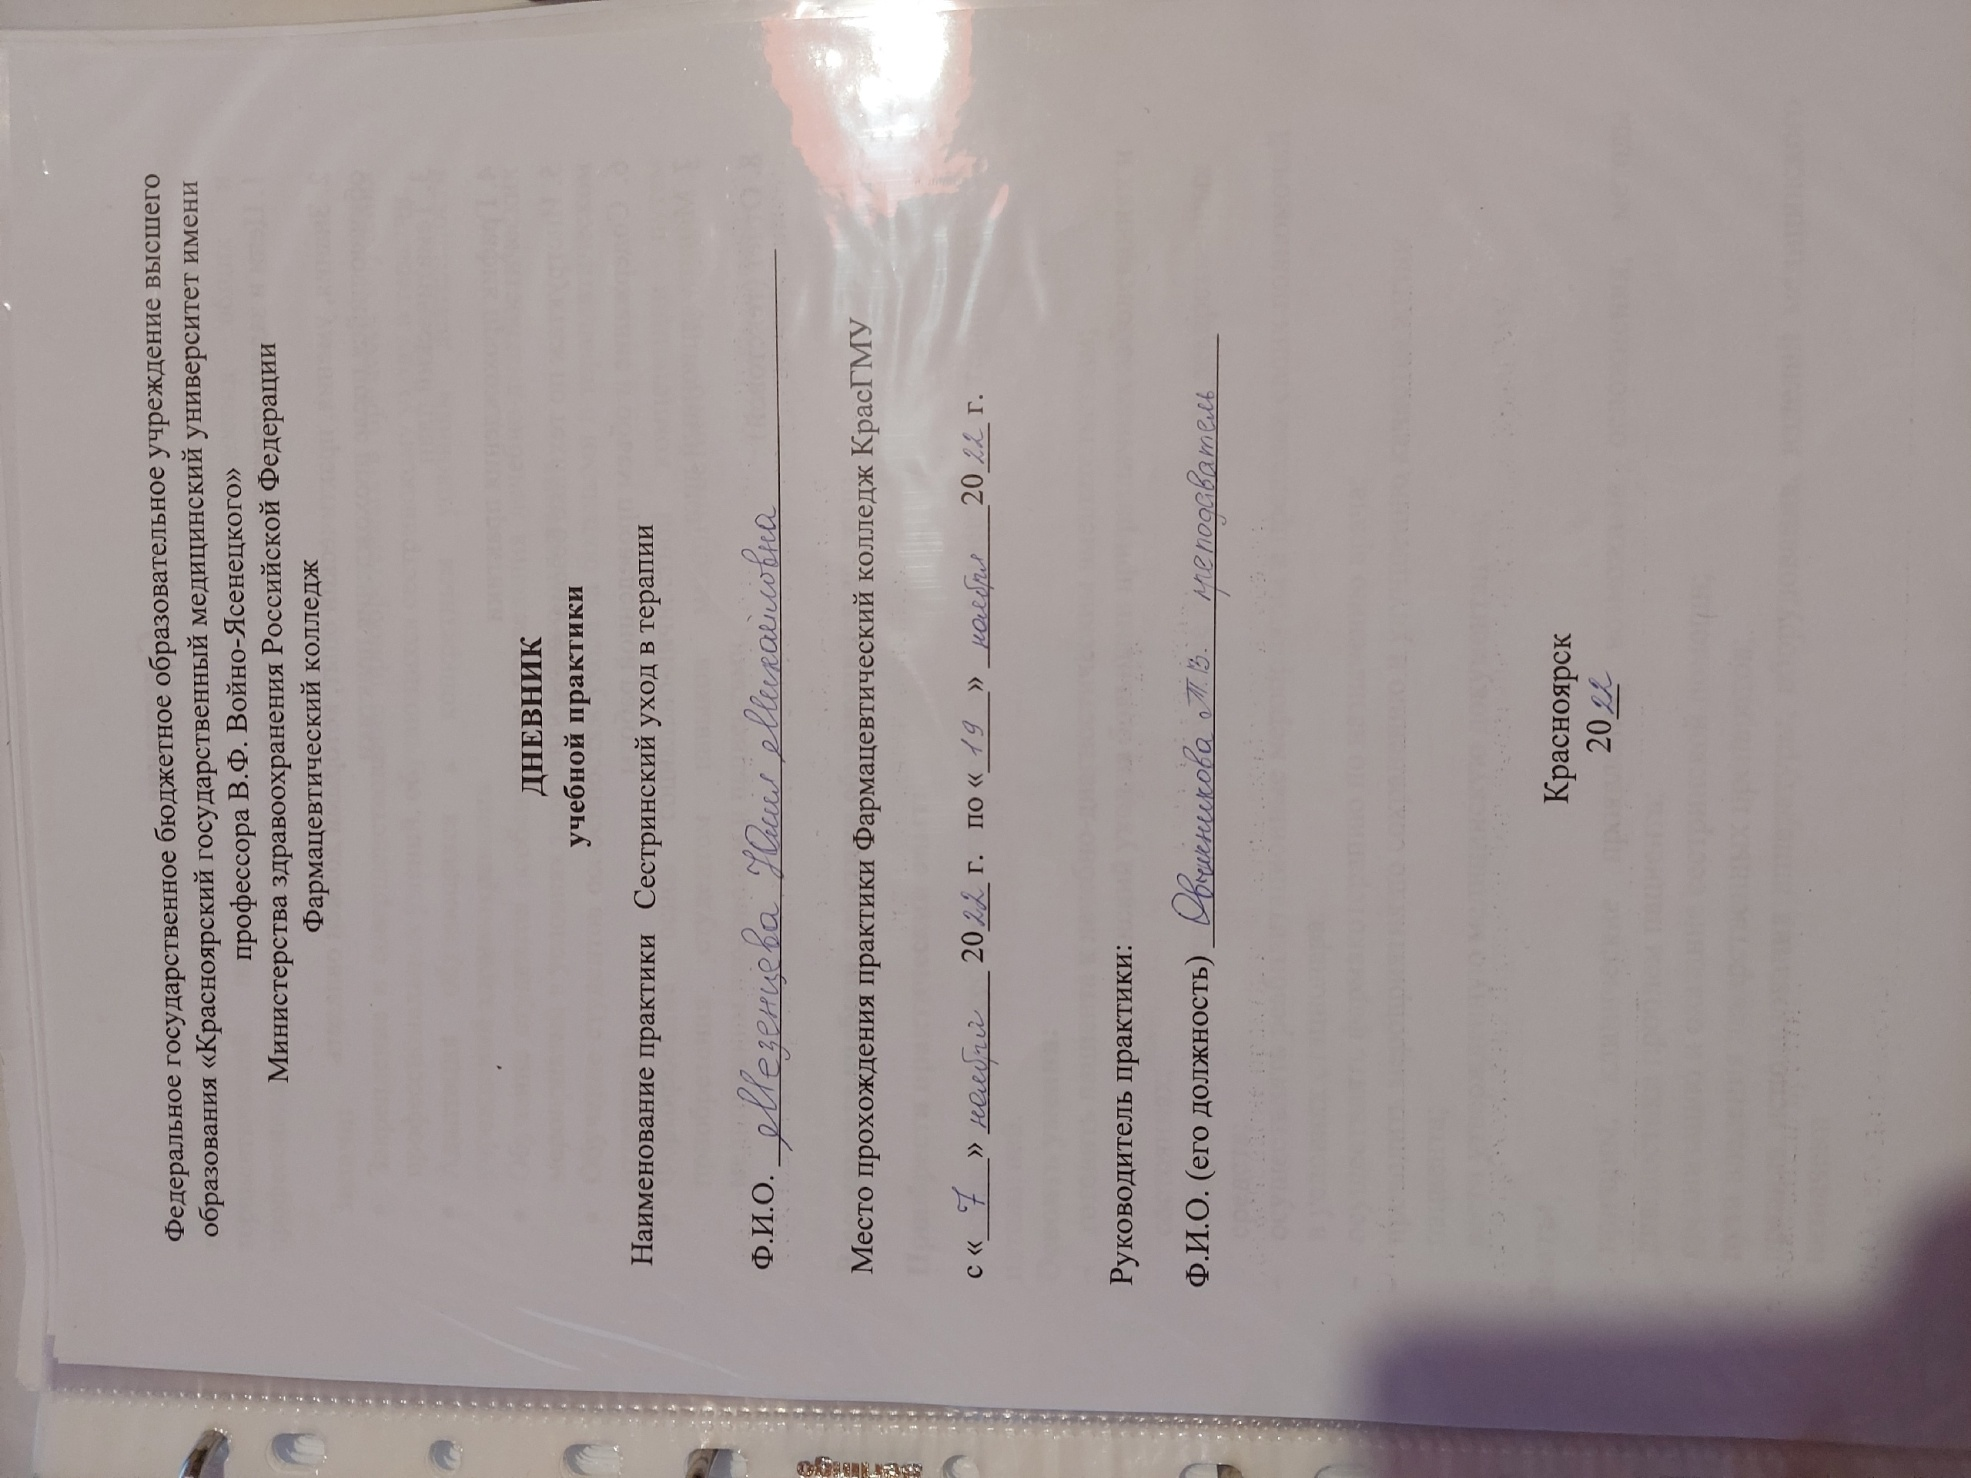 Федеральное государственное бюджетное образовательное учреждение высшего
образования «Красноярский государственный медицинский университет имени
профессора В.Ф. Войно-Ясенецкого»
Министерства здравоохранения Российской Федерации
Фармацевтический колледж
ДНЕВНИК
учебной практики
Наименование практики Сестринский уход в терапии
Ф.И.О. Мезенцева Юлия Михайловна
Место прохождения практики Фармацевтический колледж КрасГМУ
с « 7 » ноября 2022 г. по « 19 » ноября 2022 г.
Руководитель практики:
Ф.И.О. (его должность) Овчинникова Т.В. преподаватель
Красноярск
2022
общая